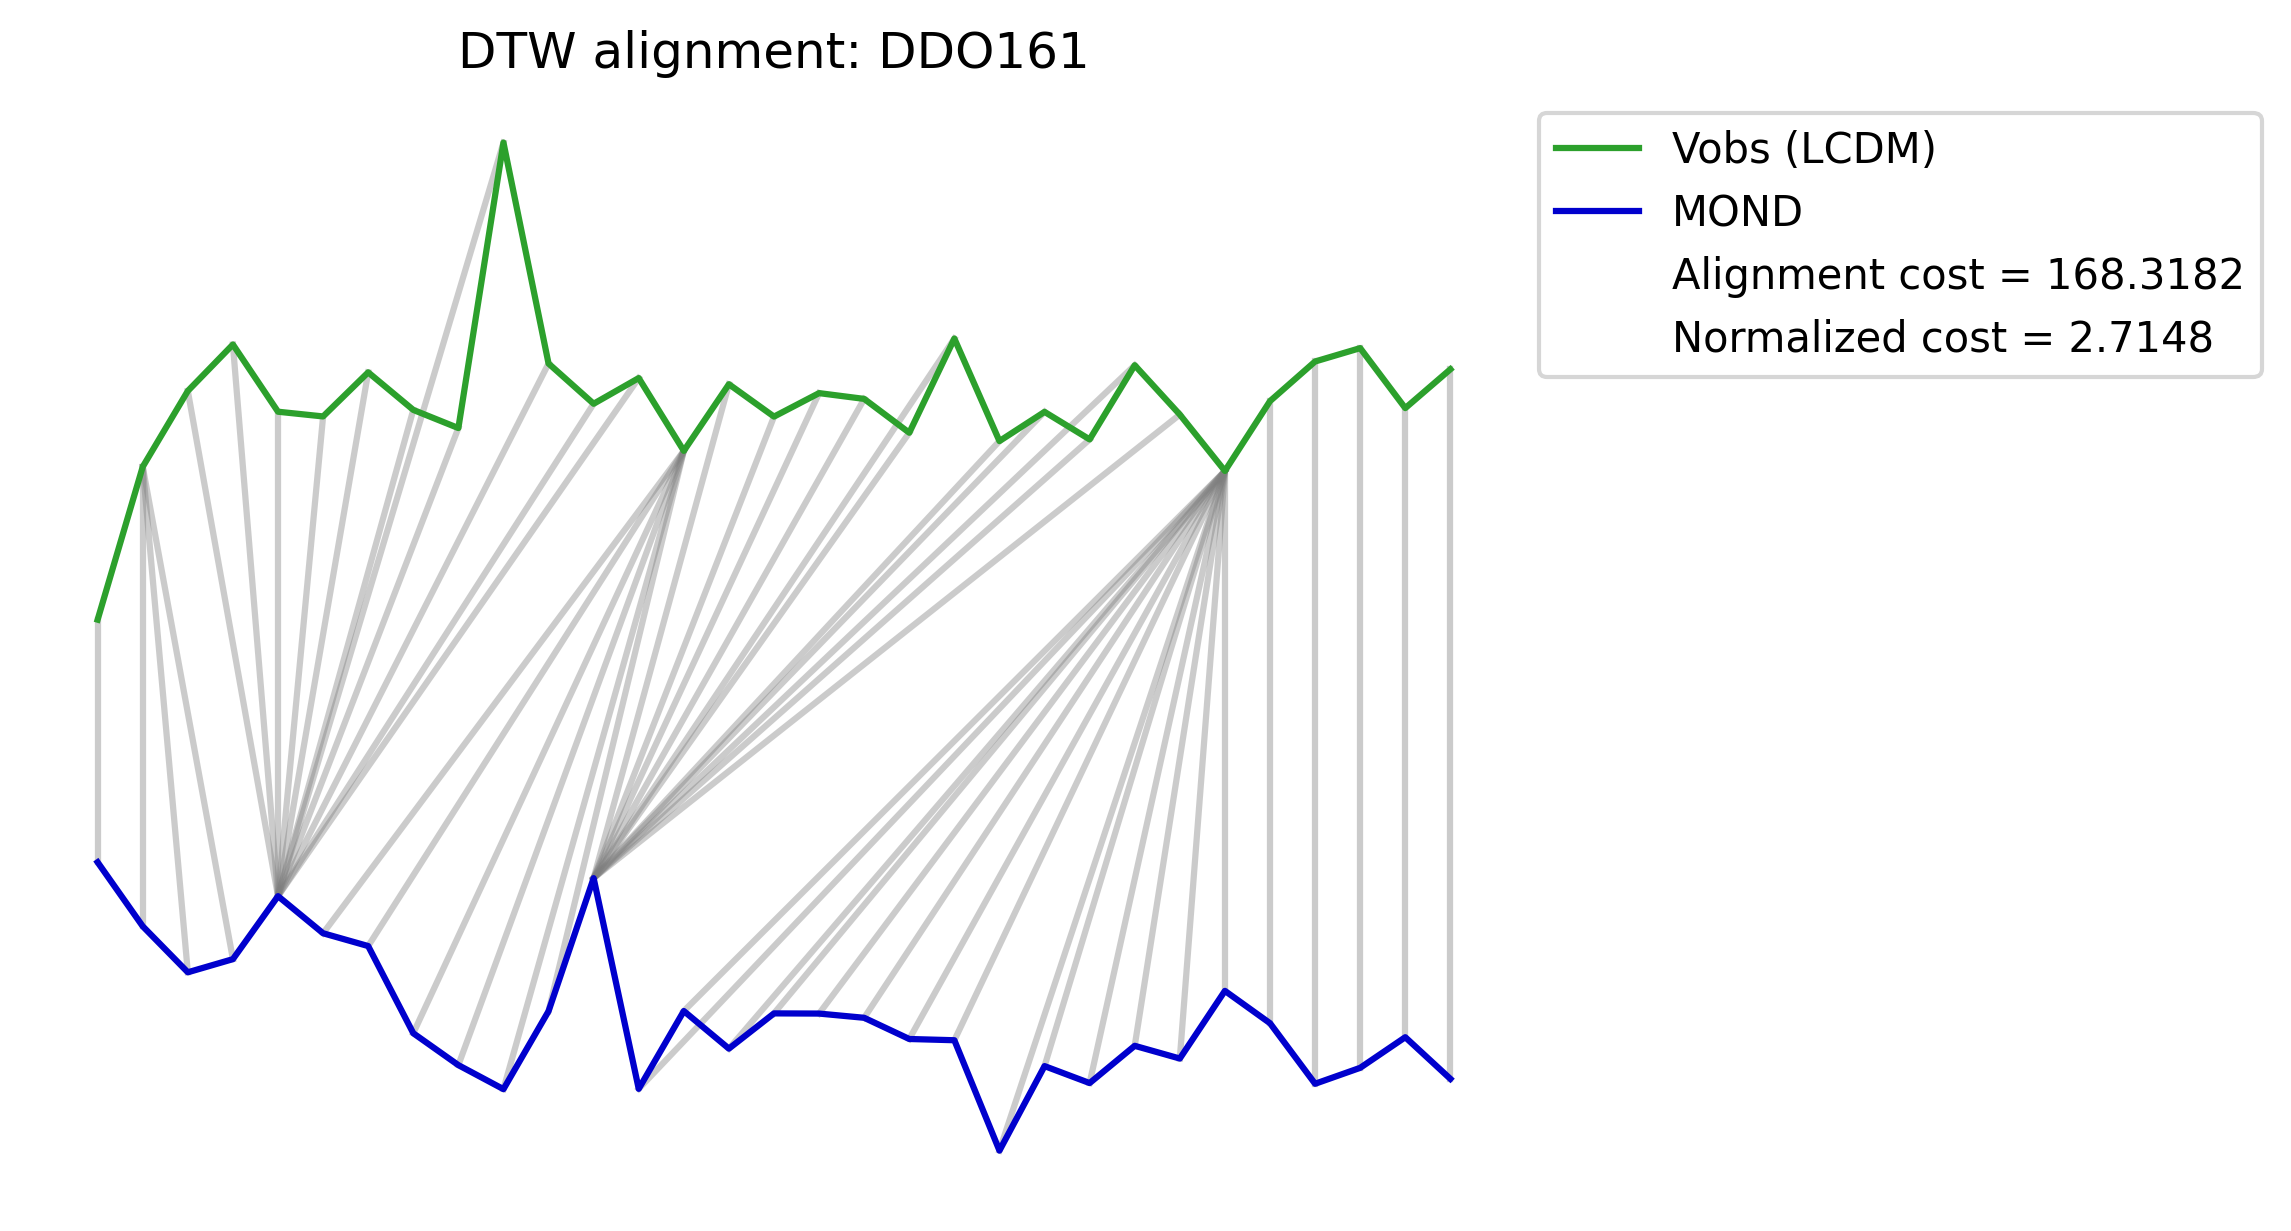 DTW alignment: DDO161
Vobs (LCDM)
MOND
Alignment cost = 168.3182
Normalized cost = 2.7148